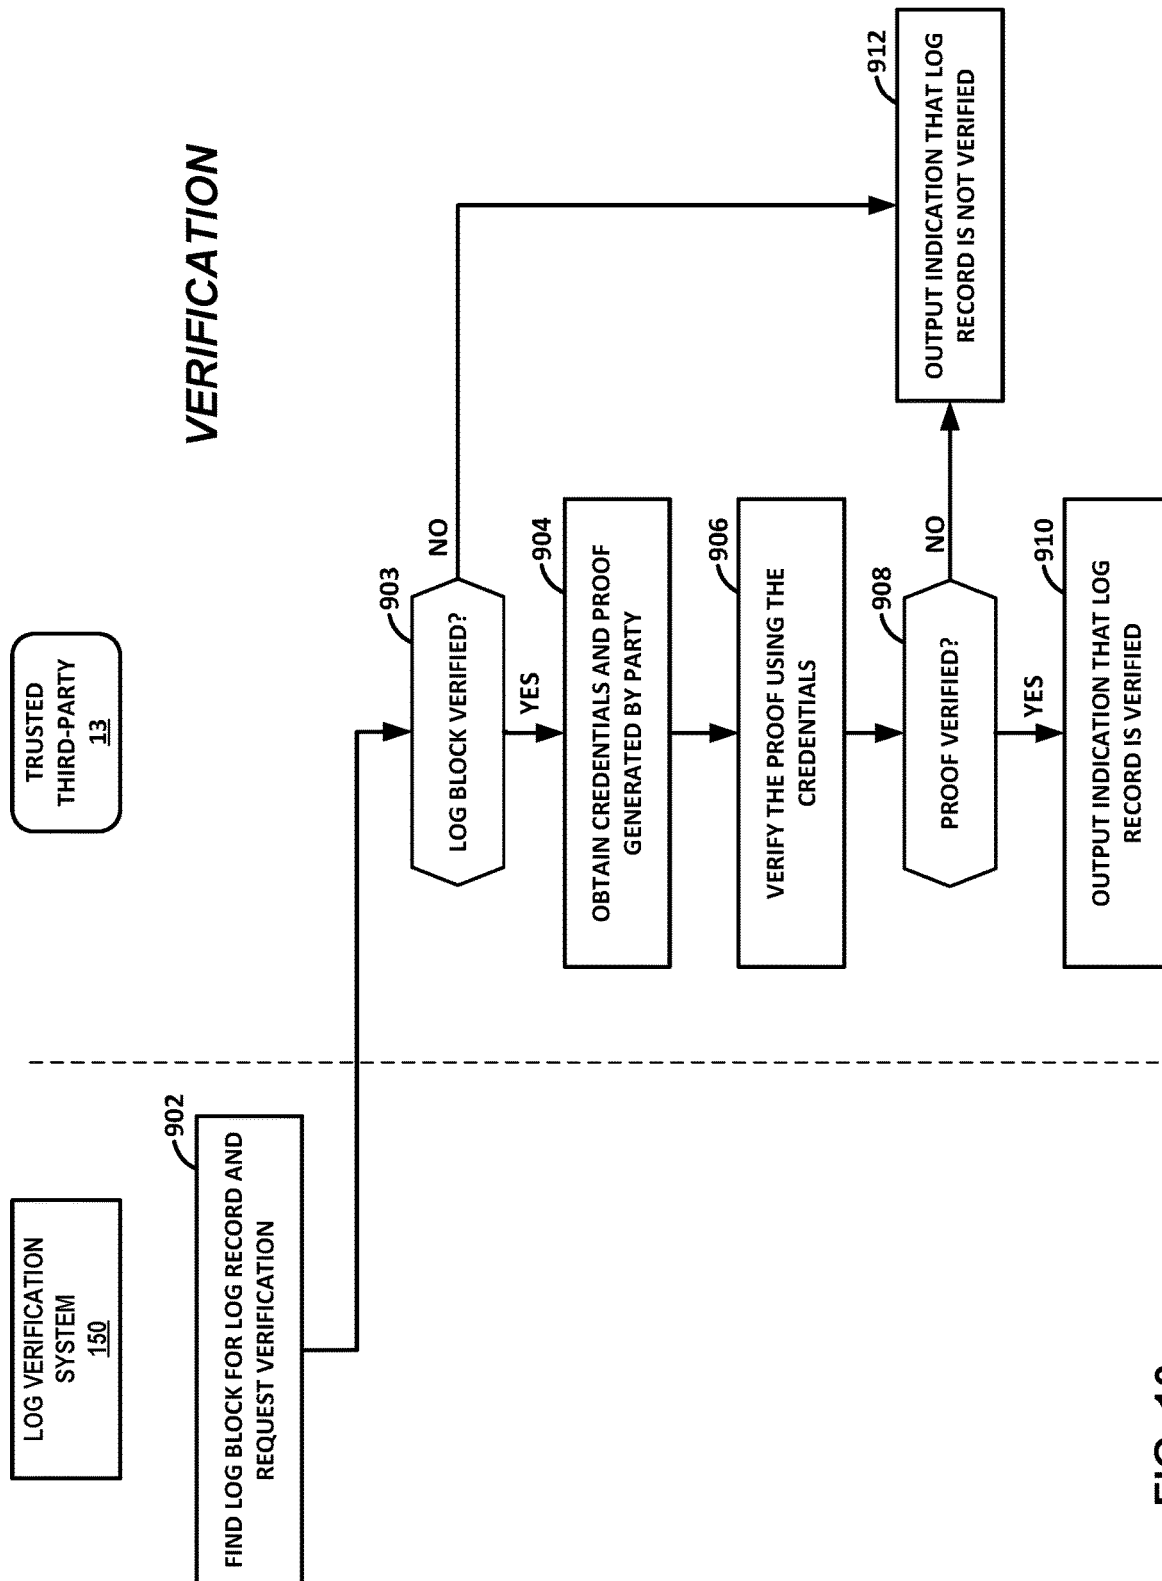 LOG VERIFICATION
SYSTEM
150
TRUSTED
THIRD-PARTY
13
VERIFICATION
902
FIND LOG BLOCK FOR LOG RECORD AND
REQUEST VERIFICATION
903
LOG BLOCK VERIFIED?
NO
YES
904
OBTAIN CREDENTIALS AND PROOF
GENERATED BY PARTY
906
VERIFY THE PROOF USING THE
CREDENTIALS
908
PROOF VERIFIED?
NO
YES
912
OUTPUT INDICATION THAT LOG
RECORD IS NOT VERIFIED
910
OUTPUT INDICATION THAT LOG
RECORD IS VERIFIED
FIG.